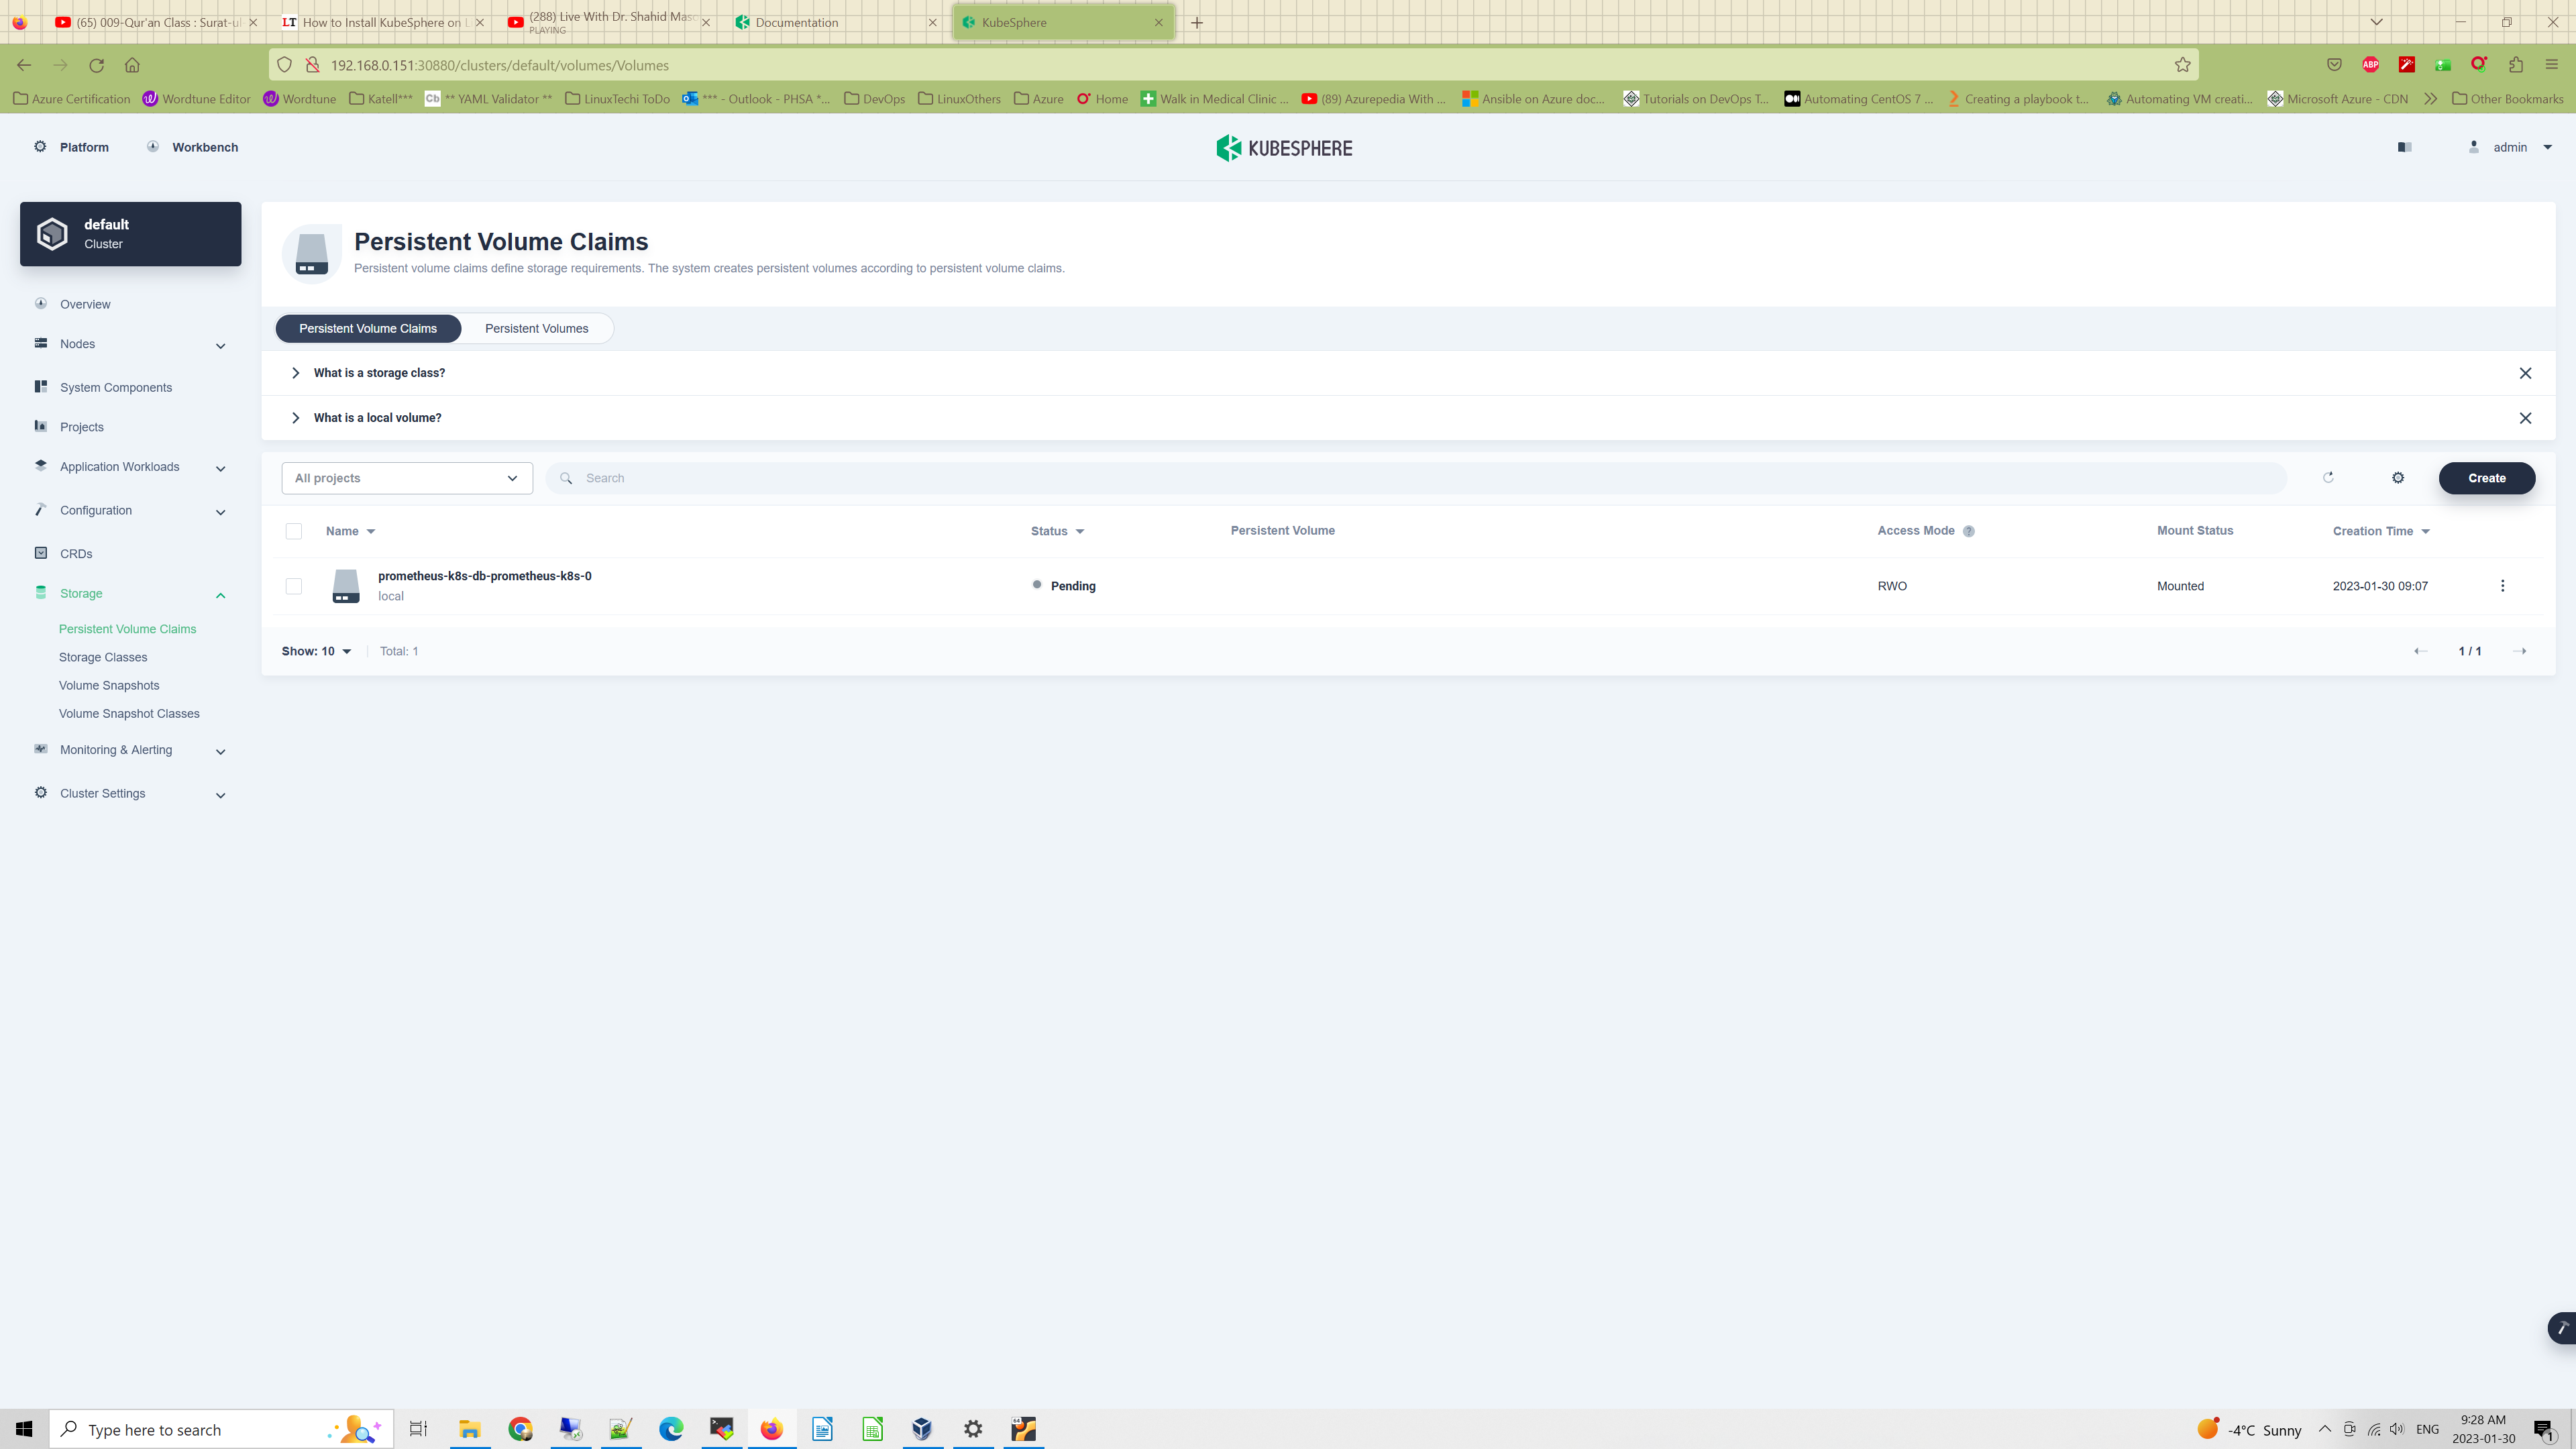 (65) 009-Qur'an Class : Surat-ul-
LT How to Install KubeSphere on L
(288) Live With Dr. Shahid Maso
PLAYING
Documentation
KubeSphere
192.168.0.151:30880/clusters/default/volumes/Volumes
ABP
Azure Certification
Wordtune Editor
Wordtune
Katell***
Cb ** YAML Validator **
LinuxTechi ToDo
*** - Outlook - PHSA *...
DevOps
LinuxOthers
Azure
Home
Walk in Medical Clinic ...
(89) Azurepedia With ...
Ansible on Azure doc...
Tutorials on DevOps T...
Automating CentOS 7 ...
Creating a playbook t...
Automating VM creati...
Microsoft Azure - CDN
Other Bookmarks
Platform
Workbench
KUBESPHERE
admin
default
Cluster
Overview
Nodes
System Components
Projects
Application Workloads
Configuration
CRDs
Storage
Persistent Volume Claims
Storage Classes
Volume Snapshots
Volume Snapshot Classes
Monitoring & Alerting
Cluster Settings
Persistent Volume Claims
Persistent volume claims define storage requirements. The system creates persistent volumes according to persistent volume claims.
Persistent Volume Claims
Persistent Volumes
What is a storage class?
What is a local volume?
All projects
Search
Create
Name Status Persistent Volume Access Mode ? Mount Status Creation Time
prometheus-k8s-db-prometheus-k8s-0
local
Pending
RWO
Mounted
2023-01-30 09:07
Show: 10
Total: 1
1 / 1
Type here to search
64
-4°C Sunny
ENG
9:28 AM
2023-01-30
1